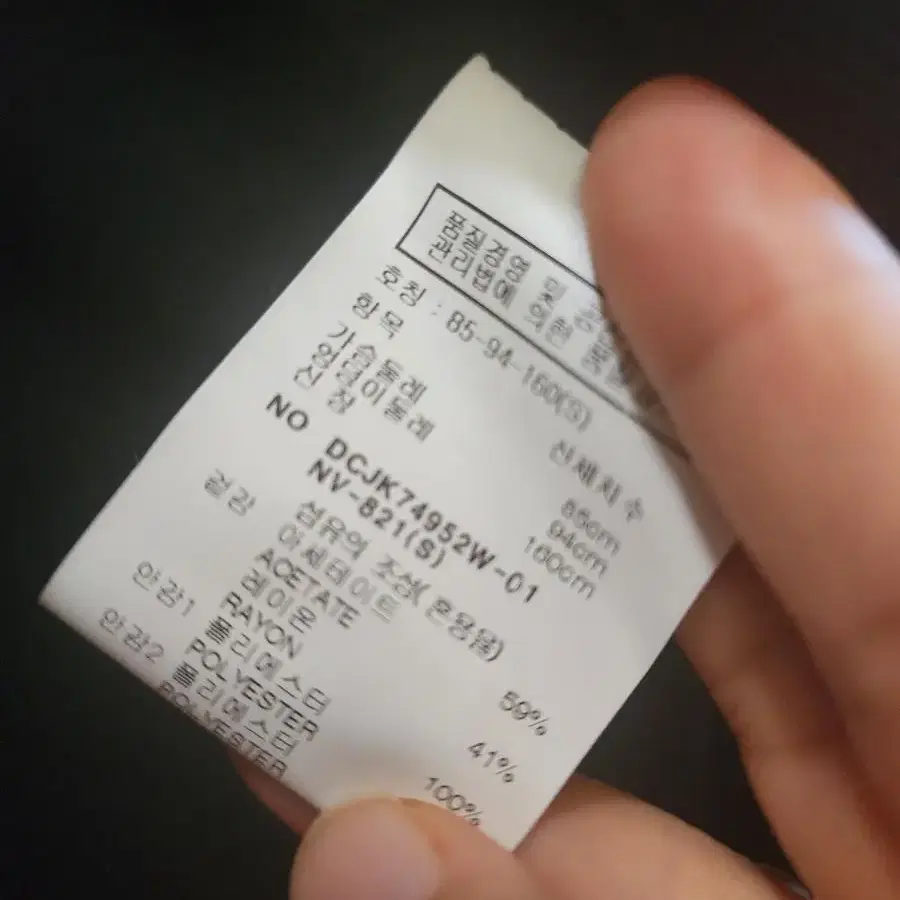 품질경영 및
관리법에 의한 품
호칭 : 85-94-160(S)
항목 신체치수
가슴둘레 85cm
엉덩이둘레 94cm
신장 160cm
NO DCJK74952W-01
NV-821(S)
섬유의 조성(혼용율)
겉감 아세테이트 59%
ACETATE
레이온 41%
RAYON
안감1 폴리에스터 100%
POLYESTER
안감2 폴리에스터
POLYESTER